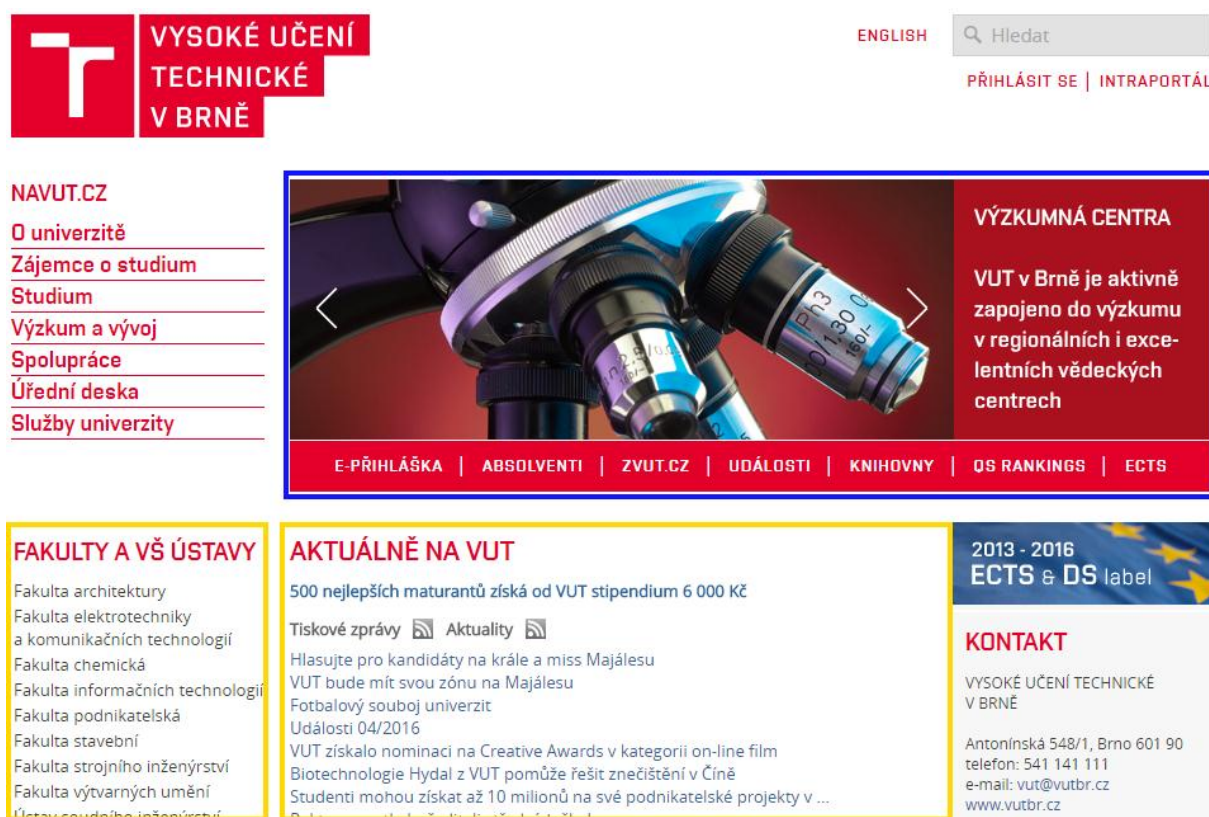 VYSOKÉ UČENÍ
TECHNICKÉ
V BRNĚ
ENGLISH
Hledat
PŘIHLÁSIT SE | INTRAPORTÁL
NAVUT.CZ
O univerzitě
Zájemce o studium
Studium
Výzkum a vývoj
Spolupráce
Úřední deska
Služby univerzity
Ph3
160/-
VÝZKUMNÁ CENTRA
VUT v Brně je aktivně
zapojeno do výzkumu
v regionálních i exce-
lentních vědeckých
centrech
E-PŘIHLÁŠKA | ABSOLVENTI | ZVUT.CZ | UDÁLOSTI | KNIHOVNY | QS RANKINGS | ECTS
FAKULTY A VŠ ÚSTAVY
Fakulta architektury
Fakulta elektrotechniky
a komunikačních technologií
Fakulta chemická
Fakulta informačních technologií
Fakulta podnikatelská
Fakulta stavební
Fakulta strojního inženýrství
Fakulta výtvarných umění
Ústav soudního inženýrství
AKTUÁLNĚ NA VUT
500 nejlepších maturantů získá od VUT stipendium 6 000 Kč
Tiskové zprávy Aktuality
Hlasujte pro kandidáty na krále a miss Majálesu
VUT bude mít svou zónu na Majálesu
Fotbalový souboj univerzit
Události 04/2016
VUT získalo nominaci na Creative Awards v kategorii on-line film
Biotechnologie Hydal z VUT pomůže řešit znečištění v Číně
Studenti mohou získat až 10 milionů na své podnikatelské projekty v ...
2013 - 2016
ECTS & DS label
KONTAKT
VYSOKÉ UČENÍ TECHNICKÉ
V BRNĚ
Antonínská 548/1, Brno 601 90
telefon: 541 141 111
e-mail: vut@vutbr.cz
www.vutbr.cz